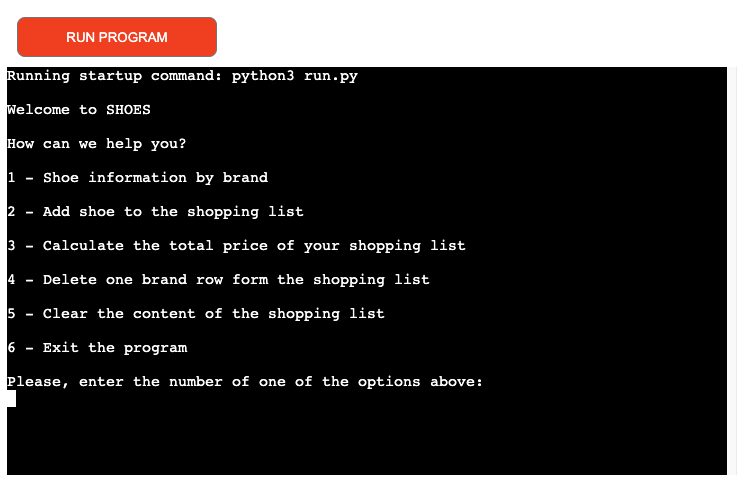 RUN PROGRAM
Running startup command: python3 run.py
Welcome to SHOES
How can we help you?
1 - Shoe information by brand
2 - Add shoe to the shopping list
3 - Calculate the total price of your shopping list
4 - Delete one brand row form the shopping list
5 - Clear the content of the shopping list
6 - Exit the program
Please, enter the number of one of the options above: